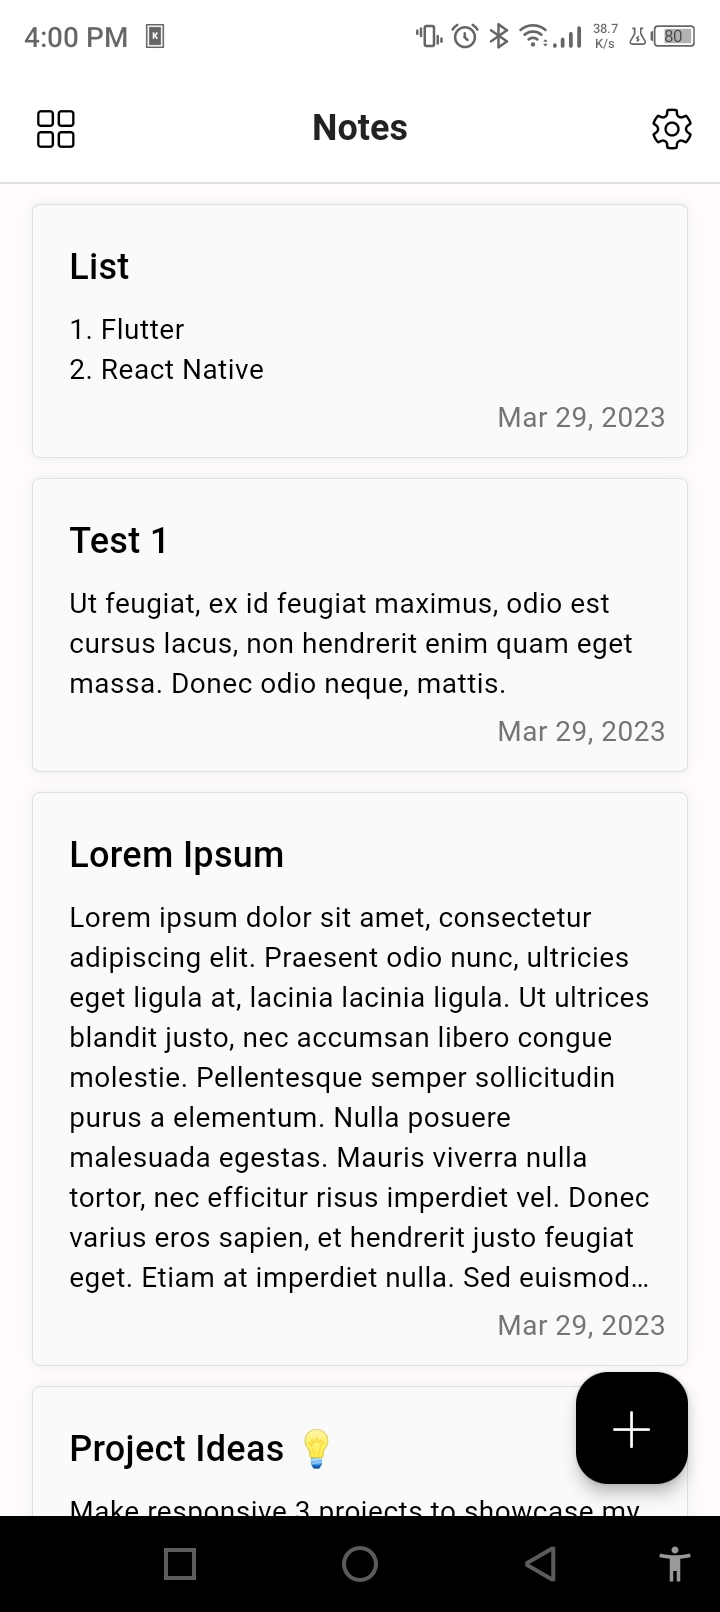 4:00 PM K 38.7 K/s 80
Notes
List
1. Flutter
2. React Native
Mar 29, 2023
Test 1
Ut feugiat, ex id feugiat maximus, odio est
cursus lacus, non hendrerit enim quam eget
massa. Donec odio neque, mattis.
Mar 29, 2023
Lorem Ipsum
Lorem ipsum dolor sit amet, consectetur
adipiscing elit. Praesent odio nunc, ultricies
eget ligula at, lacinia lacinia ligula. Ut ultrices
blandit justo, nec accumsan libero congue
molestie. Pellentesque semper sollicitudin
purus a elementum. Nulla posuere
malesuada egestas. Mauris viverra nulla
tortor, nec efficitur risus imperdiet vel. Donec
varius eros sapien, et hendrerit justo feugiat
eget. Etiam at imperdiet nulla. Sed euismod…
Mar 29, 2023
Project Ideas 💡
Make responsive 3 projects to showcase my